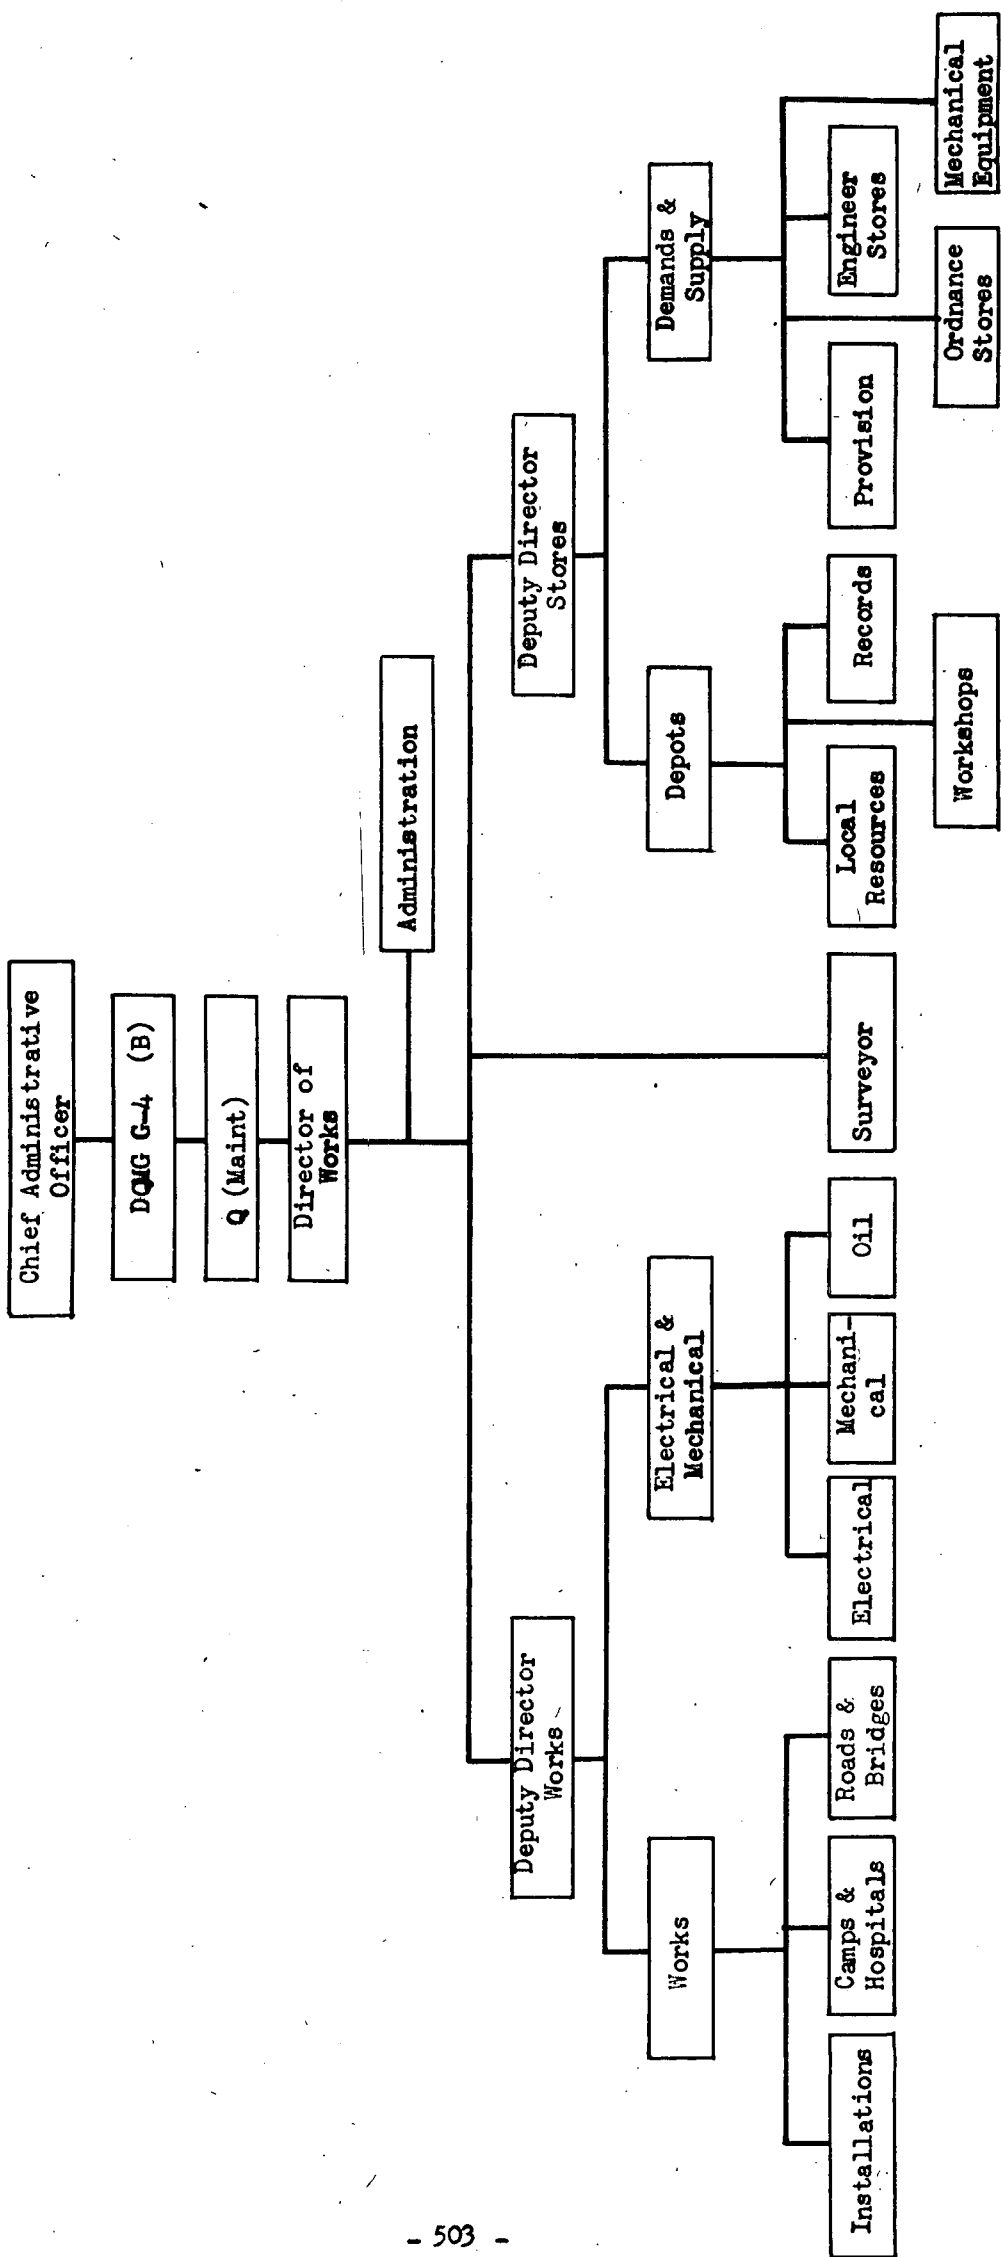 Chief Administrative
Officer
DQMG G-4 (B)
Q (Maint)
Director of
Works
Administration
Deputy Director
Works
Deputy Director
Stores
Works
Electrical &
Mechanical
Depots
Demands &
Supply
Installations
Camps &
Hospitals
Roads &
Bridges
Electrical
Mechani-
cal
Oil
Surveyor
Local
Resources
Records
Provision
Engineer
Stores
Workshops
Ordnance
Stores
Mechanical
Equipment
- 503 -